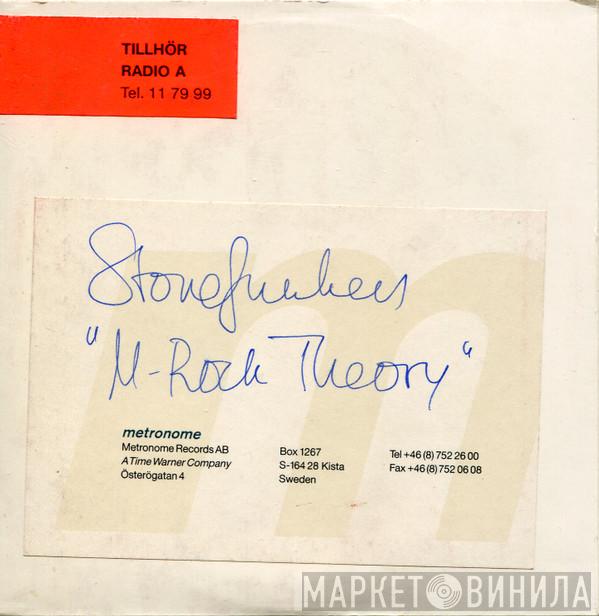 TILLHÖR
RADIO A
Tel. 11 79 99
Stonefunkers
"M-Rock Theory"
metronome
Metronome Records AB
A Time Warner Company
Österögatan 4
Box 1267
S-164 28 Kista
Sweden
Tel +46 (8) 752 26 00
Fax +46 (8) 752 06 08
МАРКЕТ ВИНИЛА